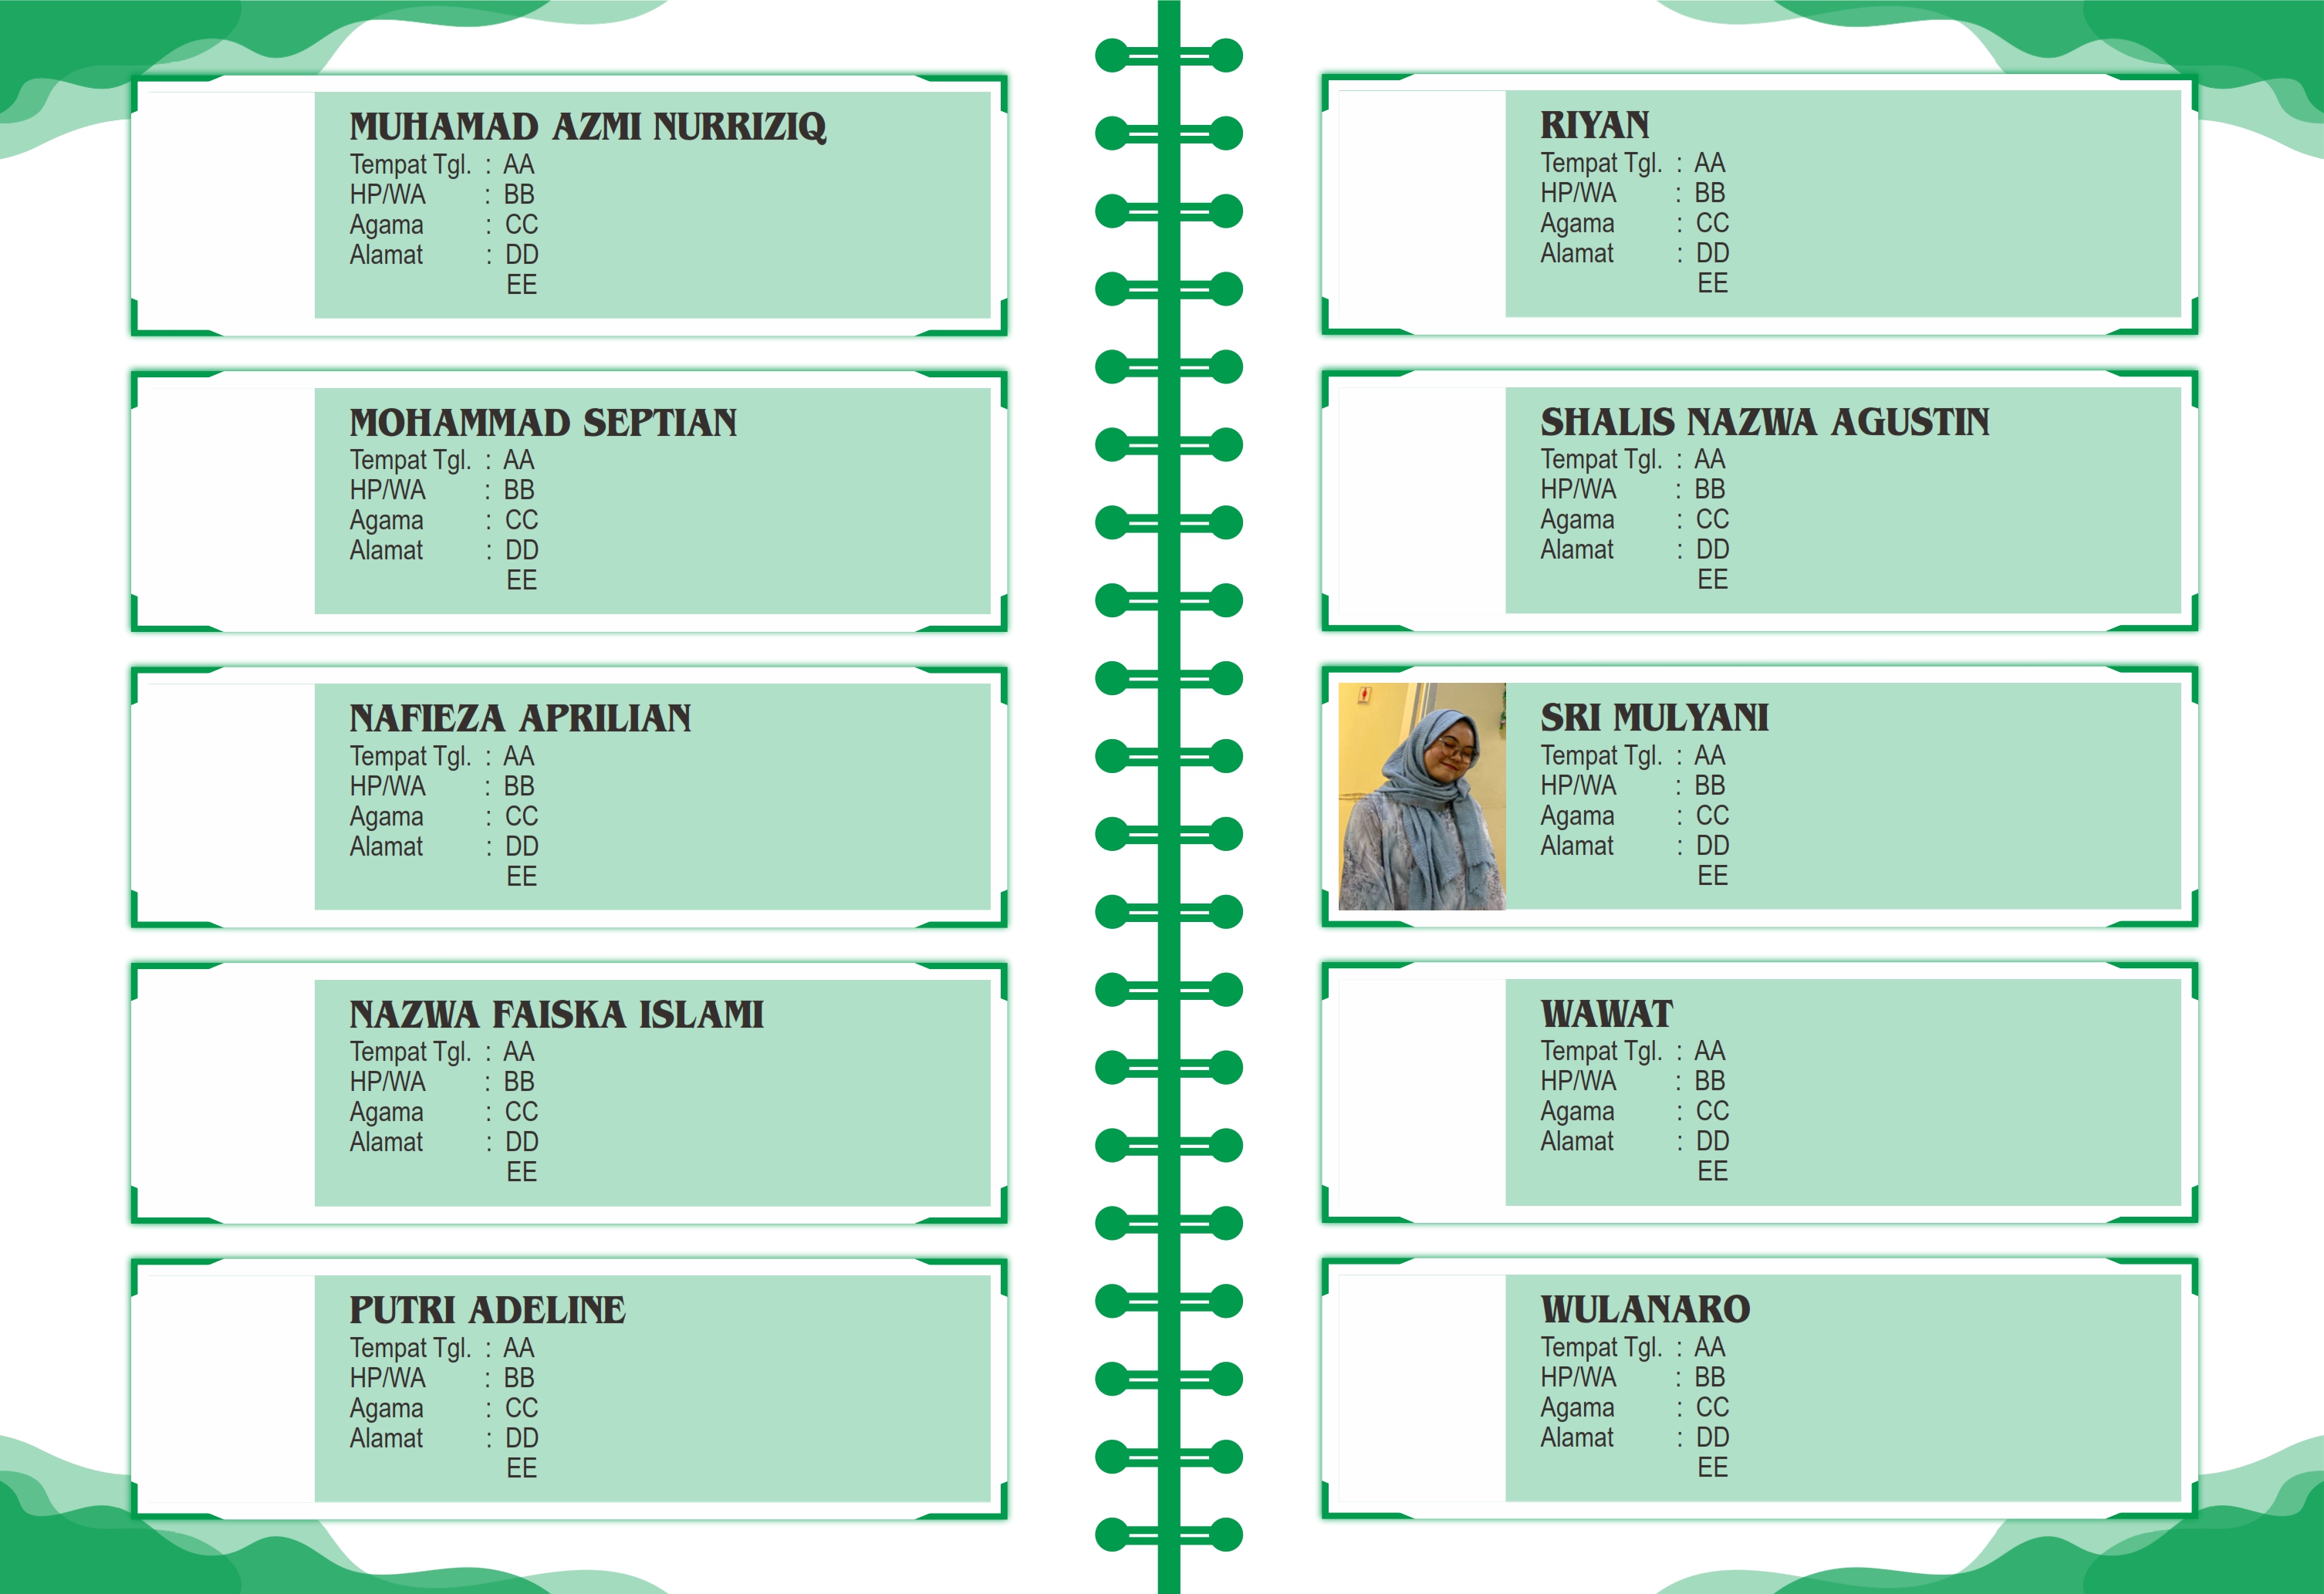 MUHAMAD AZMI NURRIZIQ
Tempat Tgl. : AA
HP/WA : BB
Agama : CC
Alamat : DD
EE
MOHAMMAD SEPTIAN
Tempat Tgl. : AA
HP/WA : BB
Agama : CC
Alamat : DD
EE
NAFIEZA APRILIAN
Tempat Tgl. : AA
HP/WA : BB
Agama : CC
Alamat : DD
EE
NAZWA FAISKA ISLAMI
Tempat Tgl. : AA
HP/WA : BB
Agama : CC
Alamat : DD
EE
PUTRI ADELINE
Tempat Tgl. : AA
HP/WA : BB
Agama : CC
Alamat : DD
EE
RIYAN
Tempat Tgl. : AA
HP/WA : BB
Agama : CC
Alamat : DD
EE
SHALIS NAZWA AGUSTIN
Tempat Tgl. : AA
HP/WA : BB
Agama : CC
Alamat : DD
EE
SRI MULYANI
Tempat Tgl. : AA
HP/WA : BB
Agama : CC
Alamat : DD
EE
WAWAT
Tempat Tgl. : AA
HP/WA : BB
Agama : CC
Alamat : DD
EE
WULANARO
Tempat Tgl. : AA
HP/WA : BB
Agama : CC
Alamat : DD
EE